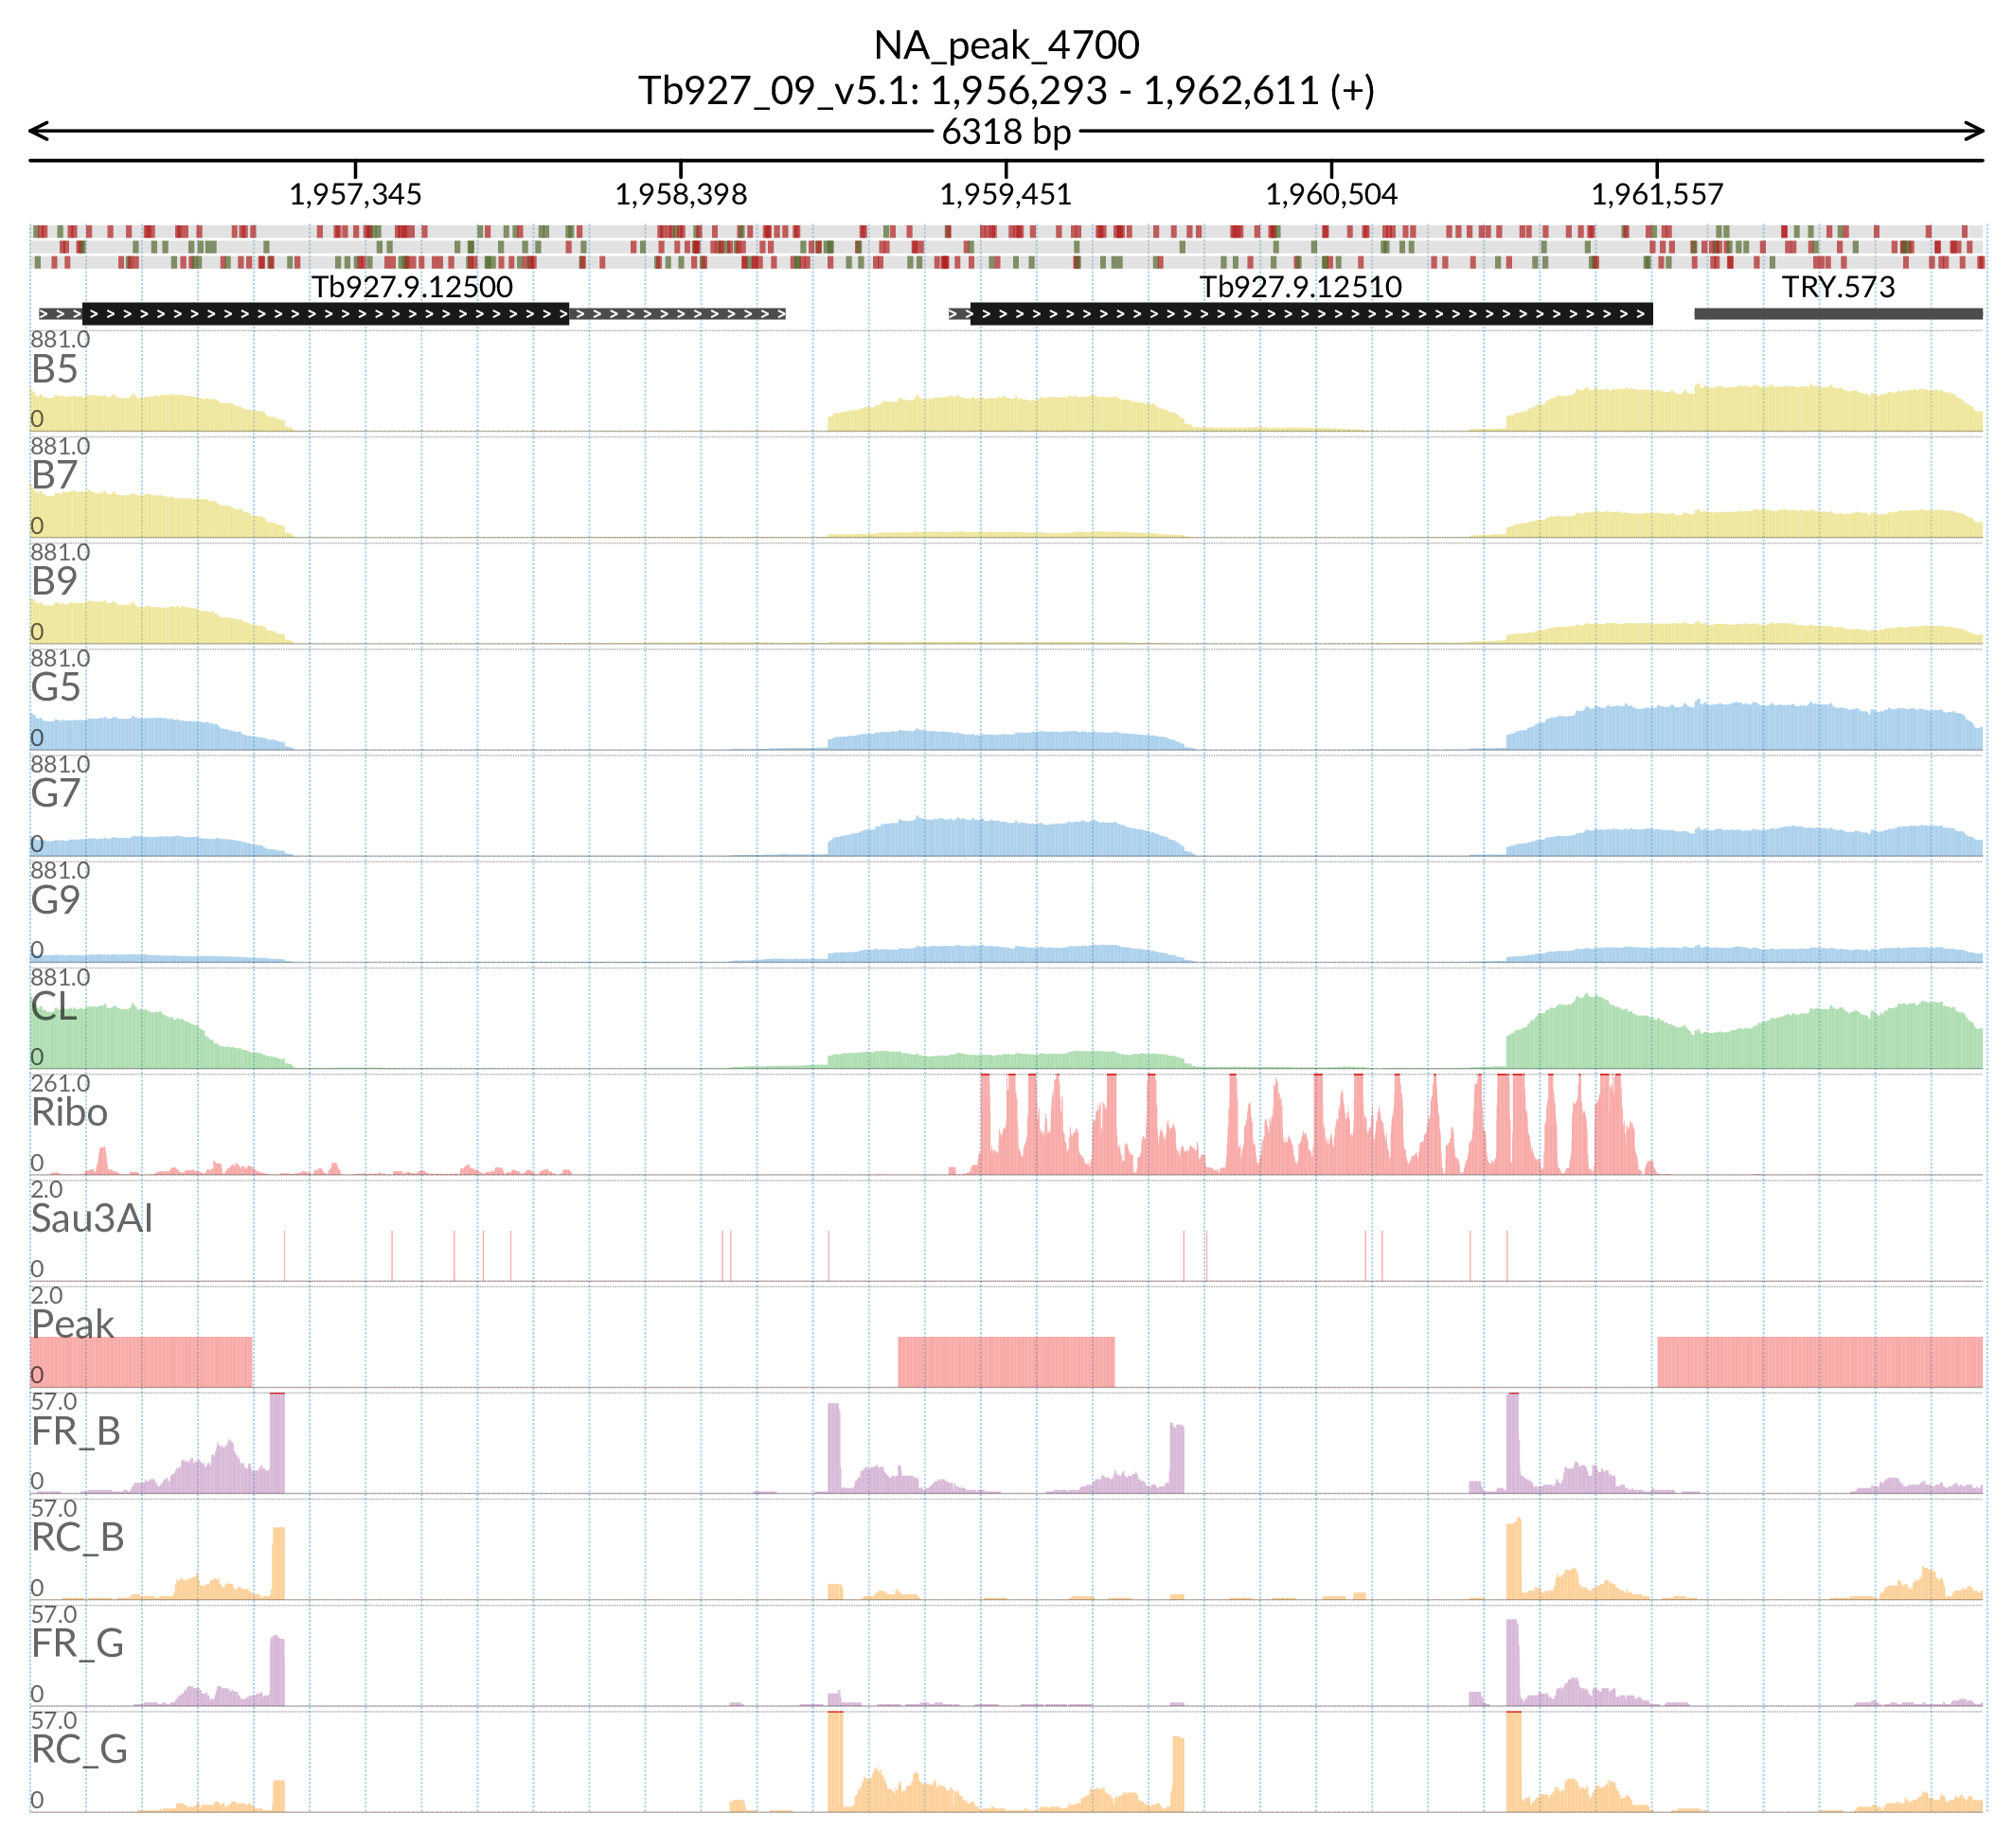 NA_peak_4700
Tb927_09_v5.1: 1,956,293 - 1,962,611 (+)
6318 bp
1,957,345 1,958,398 1,959,451 1,960,504 1,961,557
Tb927.9.12500 Tb927.9.12510 TRY.573
881.0
B5
0
881.0
B7
0
881.0
B9
0
881.0
G5
0
881.0
G7
0
881.0
G9
0
881.0
CL
0
261.0
Ribo
0
2.0
Sau3AI
0
2.0
Peak
0
57.0
FR_B
0
57.0
RC_B
0
57.0
FR_G
0
57.0
RC_G
0